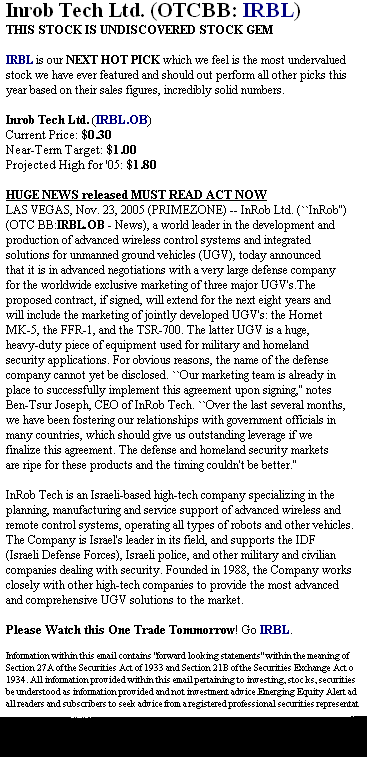 Inrob Tech Ltd. (OTCBB: IRBL)
THIS STOCK IS UNDISCOVERED STOCK GEM
IRBL is our NEXT HOT PICK which we feel is the most undervalued
stock we have ever featured and should out perform all other picks this
year based on their sales figures, incredibly solid numbers.
Inrob Tech Ltd. (IRBL.OB)
Current Price: $0.30
Near-Term Target: $1.00
Projected High for '05: $1.80
HUGE NEWS released MUST READ ACT NOW
LAS VEGAS, Nov. 23, 2005 (PRIMEZONE) -- InRob Ltd. (``InRob'')
(OTC BB:IRBL.OB - News), a world leader in the development and
production of advanced wireless control systems and integrated
solutions for unmanned ground vehicles (UGV), today announced
that it is in advanced negotiations with a very large defense company
for the worldwide exclusive marketing of three major UGV's.The
proposed contract, if signed, will extend for the next eight years and
will include the marketing of jointly developed UGV's: the Hornet
MK-5, the FFR-1, and the TSR-700. The latter UGV is a huge,
heavy-duty piece of equipment used for military and homeland
security applications. For obvious reasons, the name of the defense
company cannot yet be disclosed. ``Our marketing team is already in
place to successfully implement this agreement upon signing,'' notes
Ben-Tsur Joseph, CEO of InRob Tech. ``Over the last several months,
we have been fostering our relationships with government officials in
many countries, which should give us outstanding leverage if we
finalize this agreement. The defense and homeland security markets
are ripe for these products and the timing couldn't be better.''
InRob Tech is an Israeli-based high-tech company specializing in the
planning, manufacturing and service support of advanced wireless and
remote control systems, operating all types of robots and other vehicles.
The Company is Israel's leader in its field, and supports the IDF
(Israeli Defense Forces), Israeli police, and other military and civilian
companies dealing with security. Founded in 1988, the Company works
closely with other high-tech companies to provide the most advanced
and comprehensive UGV solutions to the market.
Please Watch this One Trade Tommorrow! Go IRBL.
Information within this email contains "forward looking statements" within the meaning of
Section 27A of the Securities Act of 1933 and Section 21B of the Securities Exchange Act o
1934. All information provided within this email pertaining to investing, stocks, securities
be understood as information provided and not investment advice.Emerging Equity Alert ad
all readers and subscribers to seek advice from a registered professional securities representat